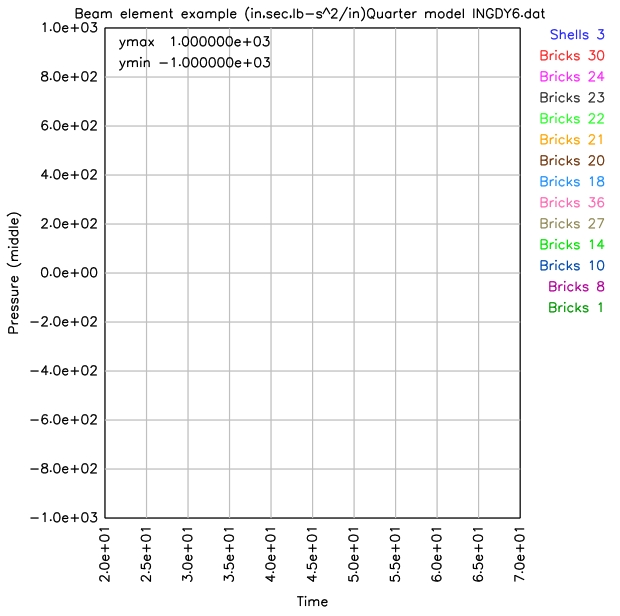 Beam element example (in.sec.lb-s^2/in)Quarter model INGDY6.dat
ymax 1.000000e+03
ymin -1.000000e+03
1.0e+03
8.0e+02
6.0e+02
4.0e+02
2.0e+02
0.0e+00
-2.0e+02
-4.0e+02
-6.0e+02
-8.0e+02
-1.0e+03
Pressure (middle)
2.0e+01
2.5e+01
3.0e+01
3.5e+01
4.0e+01
4.5e+01
5.0e+01
5.5e+01
6.0e+01
6.5e+01
7.0e+01
Time
Shells 3
Bricks 30
Bricks 24
Bricks 23
Bricks 22
Bricks 21
Bricks 20
Bricks 18
Bricks 36
Bricks 27
Bricks 14
Bricks 10
Bricks 8
Bricks 1